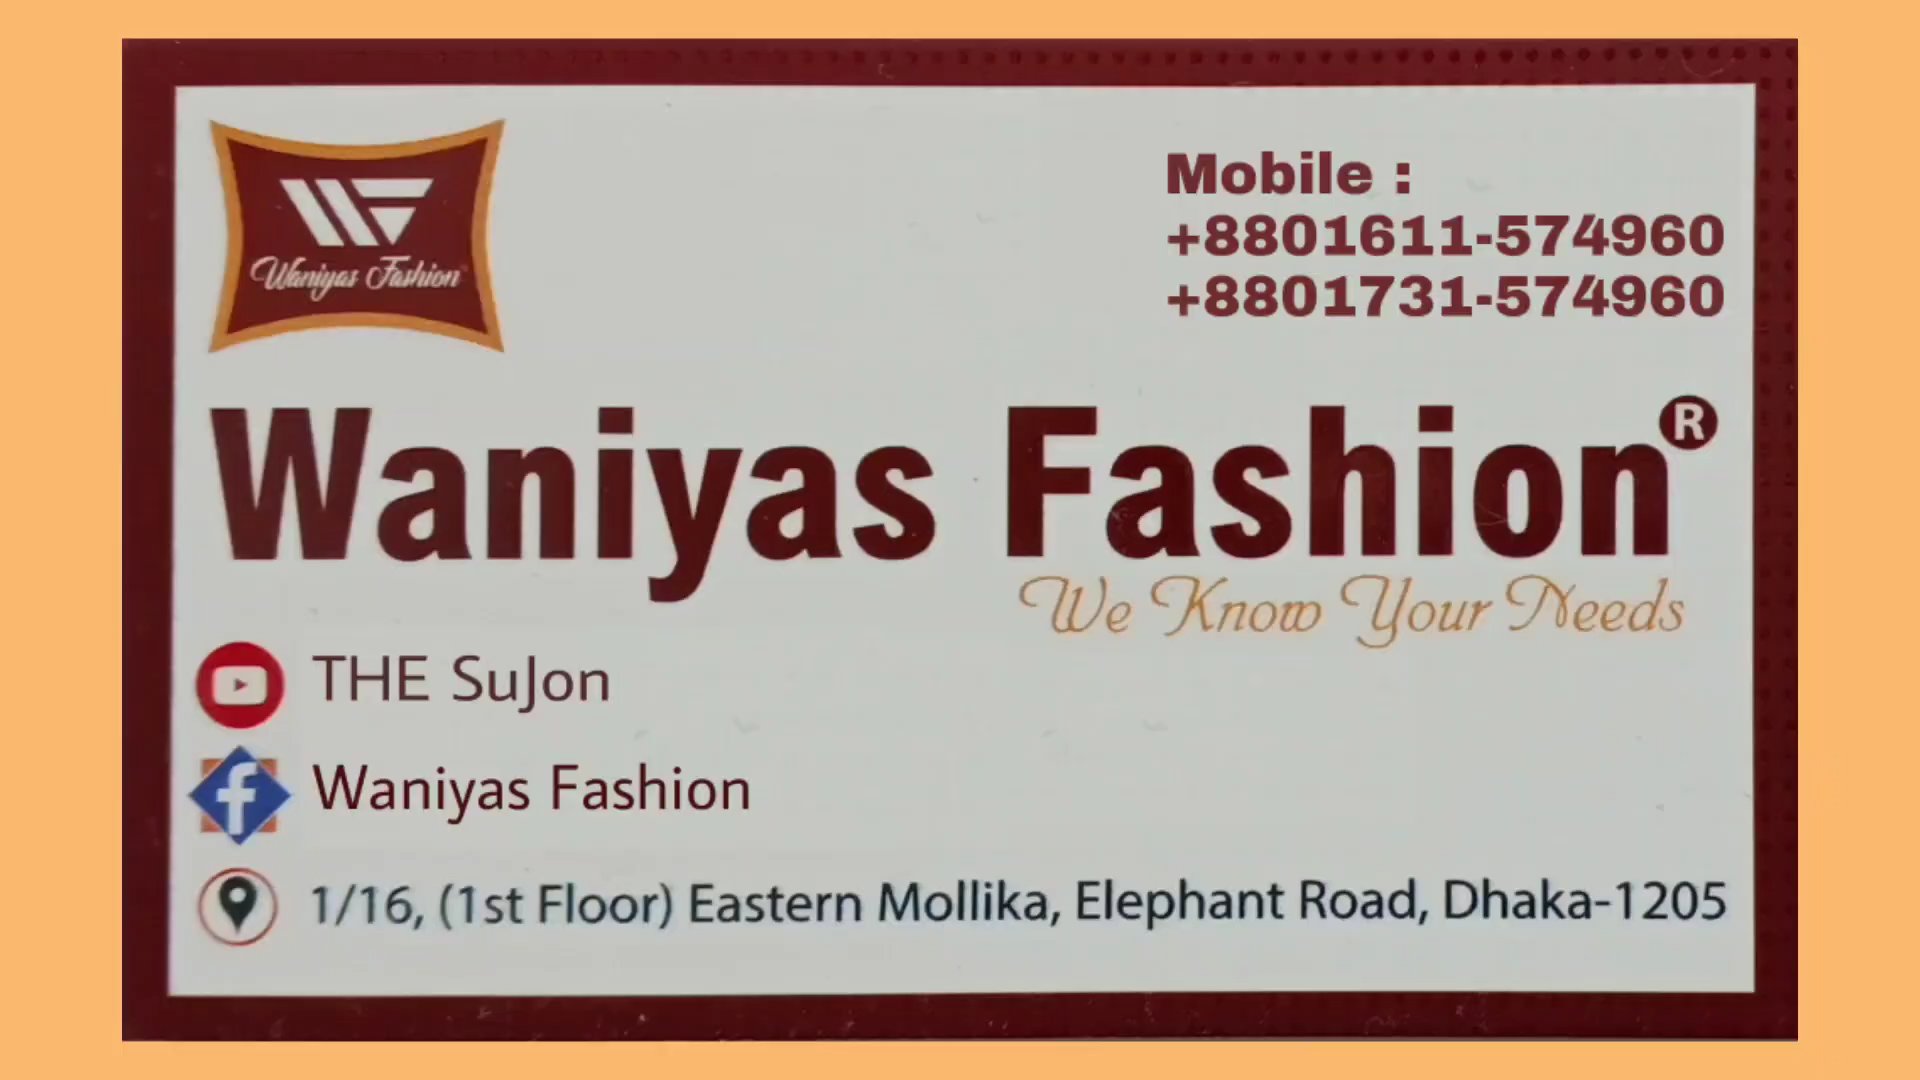 Waniyas Fashion
Mobile :
+8801611-574960
+8801731-574960
Waniyas Fashion®
We Know Your Needs
THE SuJon
Waniyas Fashion
1/16, (1st Floor) Eastern Mollika, Elephant Road, Dhaka-1205